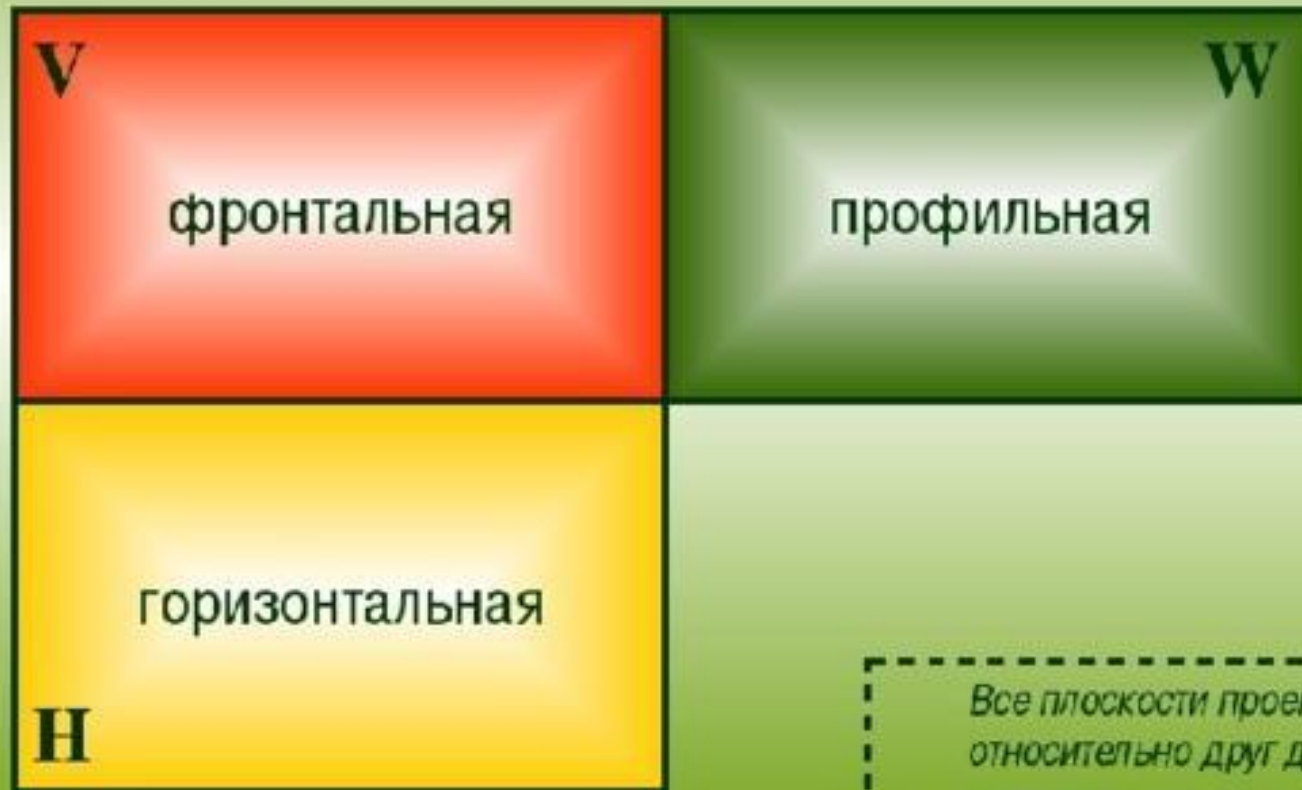 V
W
фронтальная
профильная
горизонтальная
H
Все плоскости
относительно друг